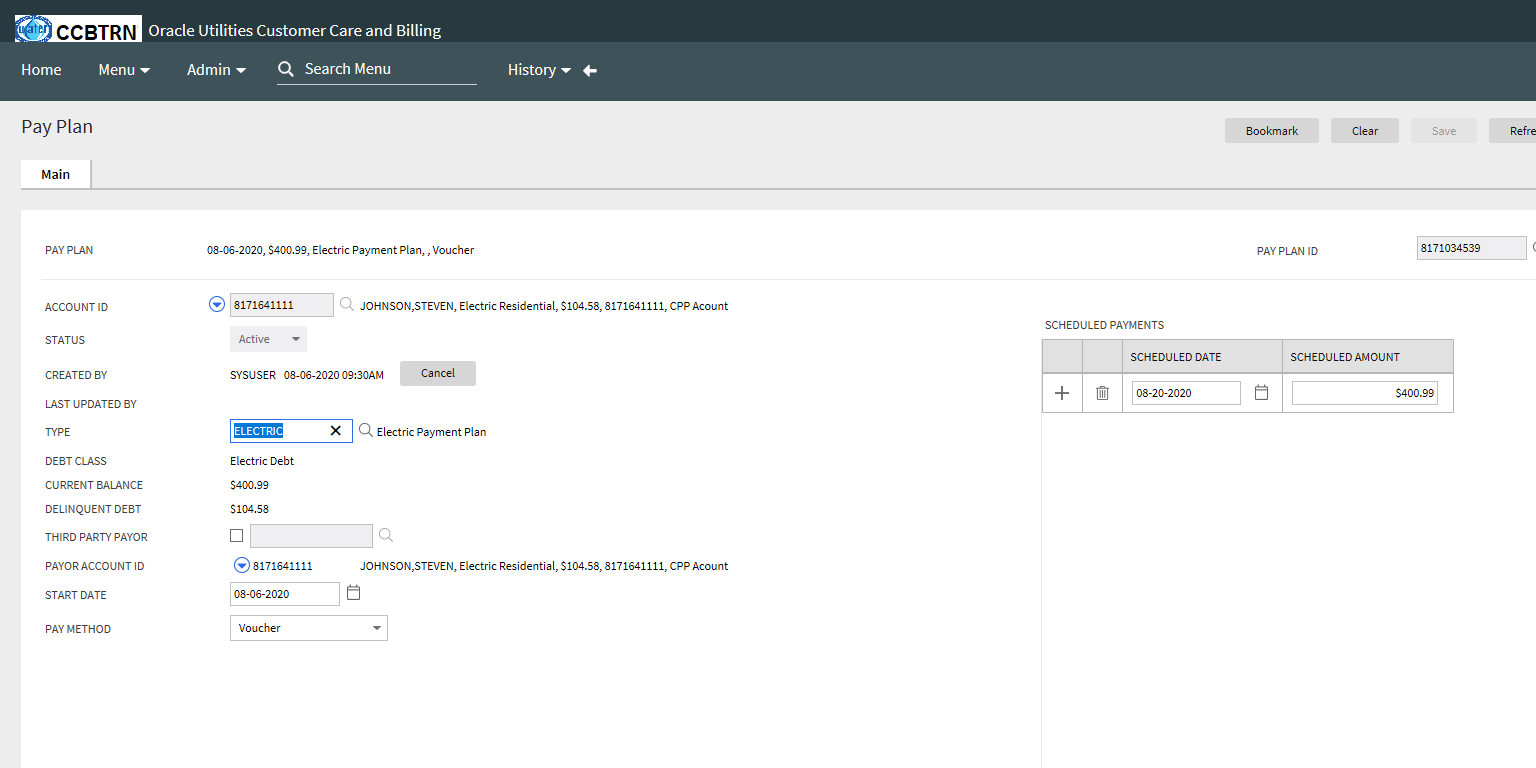 water CCBTRN Oracle Utilities Customer Care and Billing
Home Menu Admin Search Menu History
Pay Plan
Bookmark Clear Save Refre
Main
PAY PLAN 08-06-2020, $400.99, Electric Payment Plan, , Voucher PAY PLAN ID 8171034539
ACCOUNT ID 8171641111 JOHNSON,STEVEN, Electric Residential, $104.58, 8171641111, CPP Acount
STATUS Active
CREATED BY SYSUSER 08-06-2020 09:30AM Cancel
LAST UPDATED BY
TYPE ELECTRIC Electric Payment Plan
DEBT CLASS Electric Debt
CURRENT BALANCE $400.99
DELINQUENT DEBT $104.58
THIRD PARTY PAYOR
PAYOR ACCOUNT ID 8171641111 JOHNSON,STEVEN, Electric Residential, $104.58, 8171641111, CPP Acount
START DATE 08-06-2020
PAY METHOD Voucher
SCHEDULED PAYMENTS
SCHEDULED DATE SCHEDULED AMOUNT
08-20-2020 $400.99